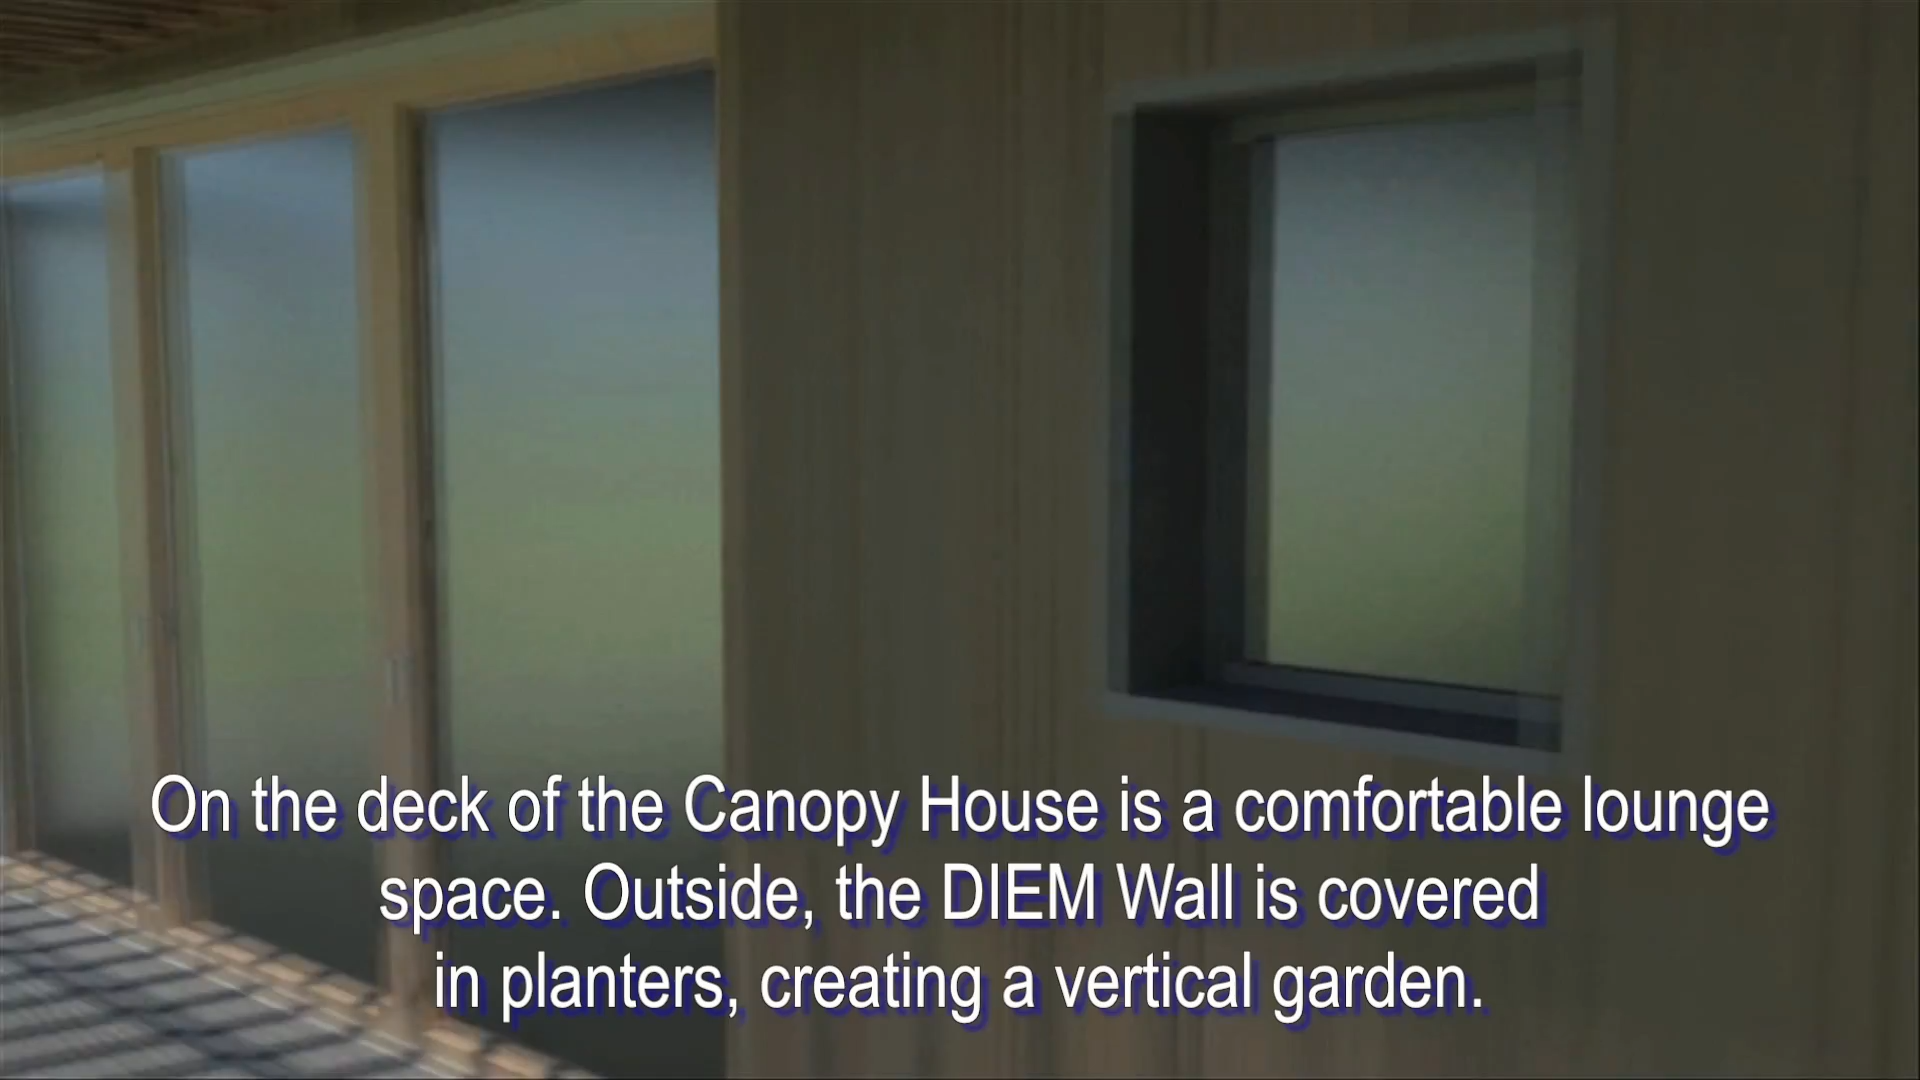 On the deck of the Canopy House is a comfortable lounge
space. Outside, the DIEM Wall is covered
in planters, creating a vertical garden.